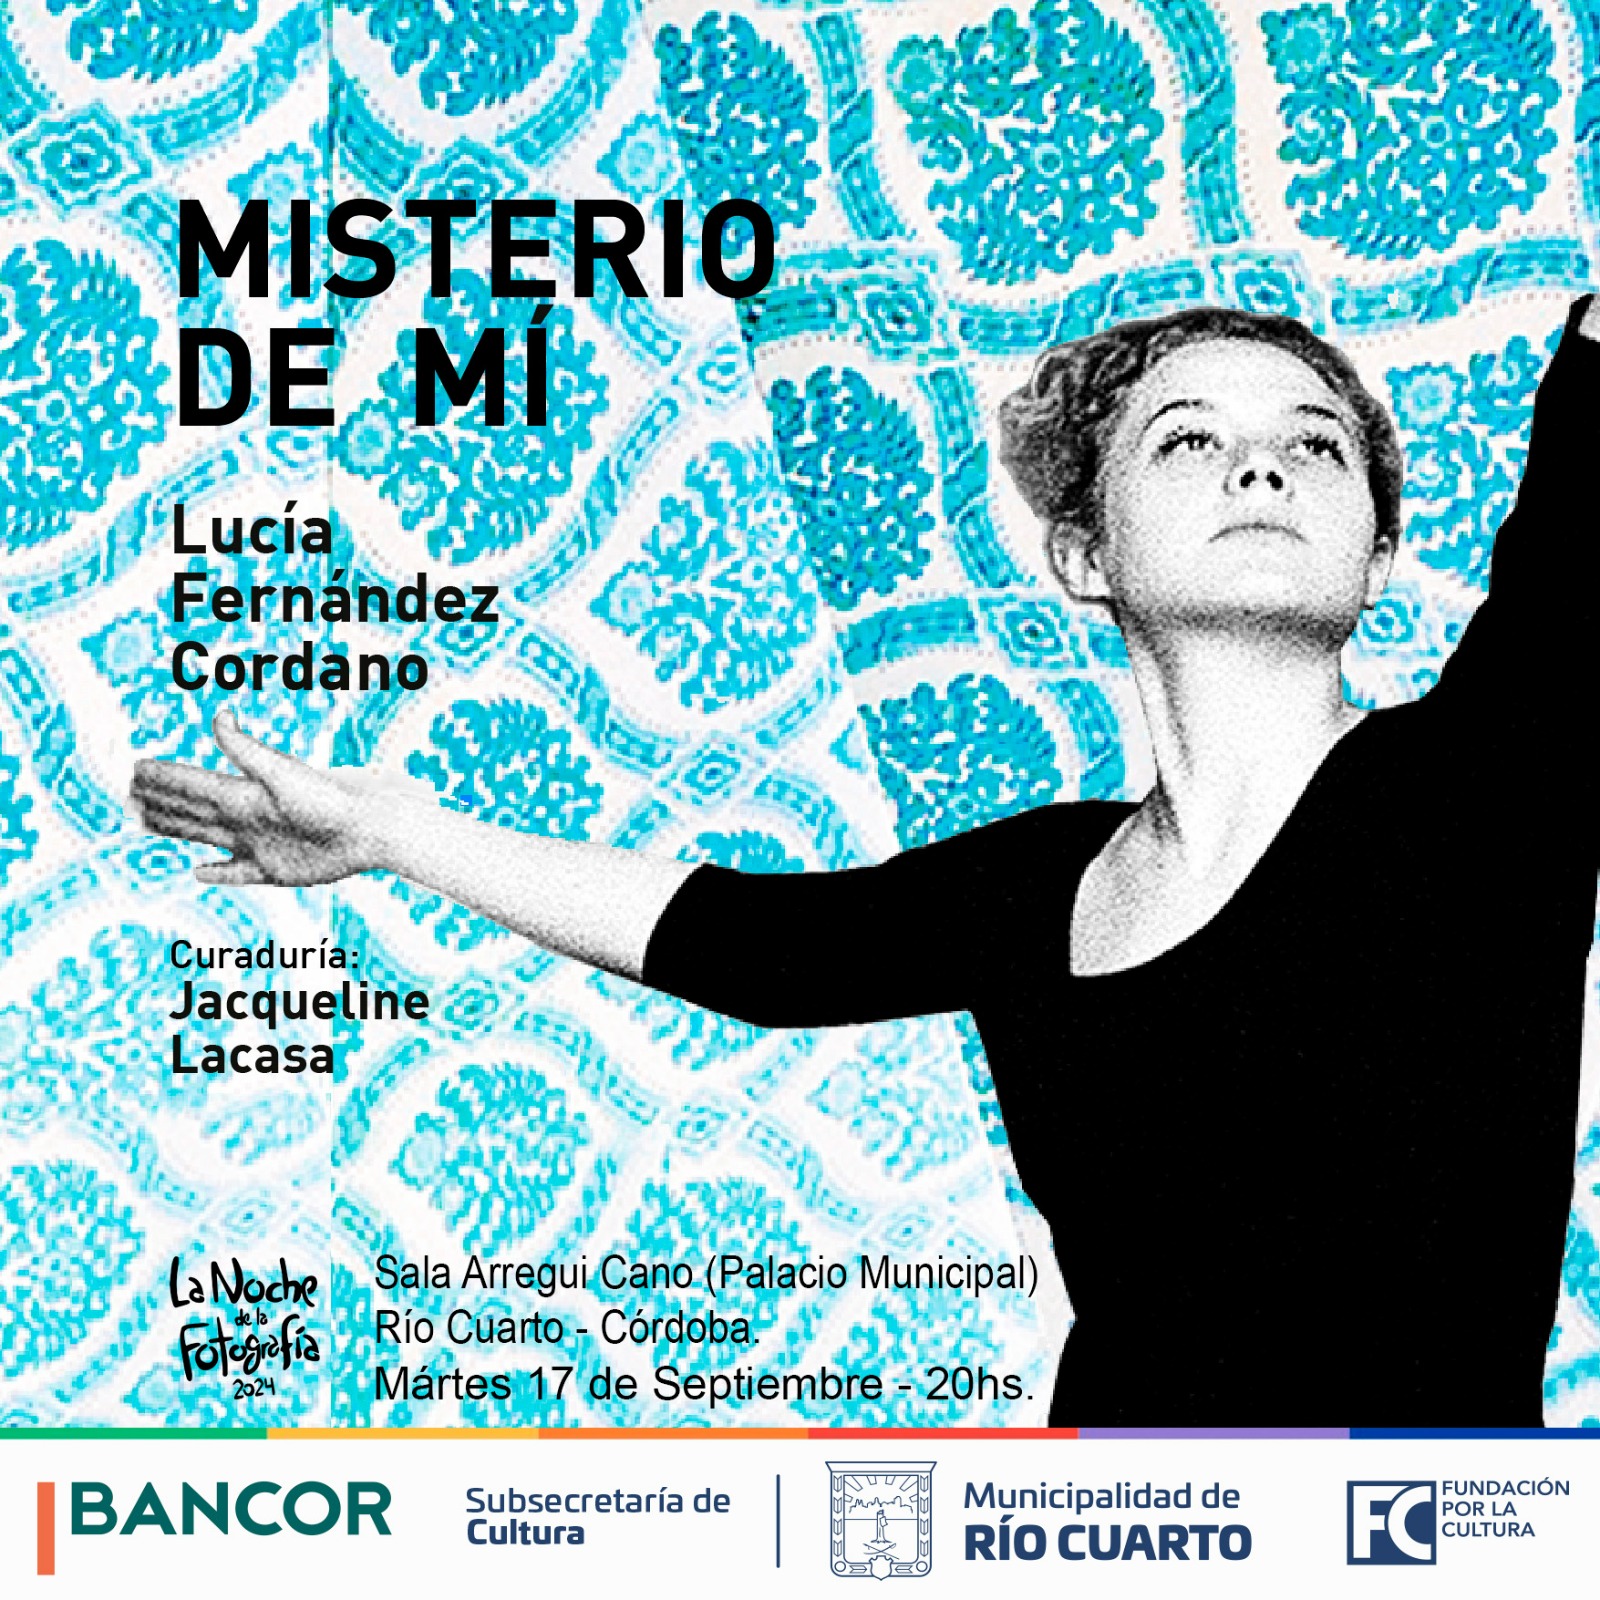 MISTERIO
DE MÍ
Lucía
Fernández
Cordano
Curaduría:
Jacqueline
Lacasa
La Noche
de la
Fotografía
2024
Sala Arregui Cano (Palacio Municipal)
Río Cuarto - Córdoba.
Mártes 17 de Septiembre - 20hs.
BANCOR
Subsecretaría de
Cultura
Municipalidad de
RÍO CUARTO
FC
FUNDACIÓN
POR LA
CULTURA